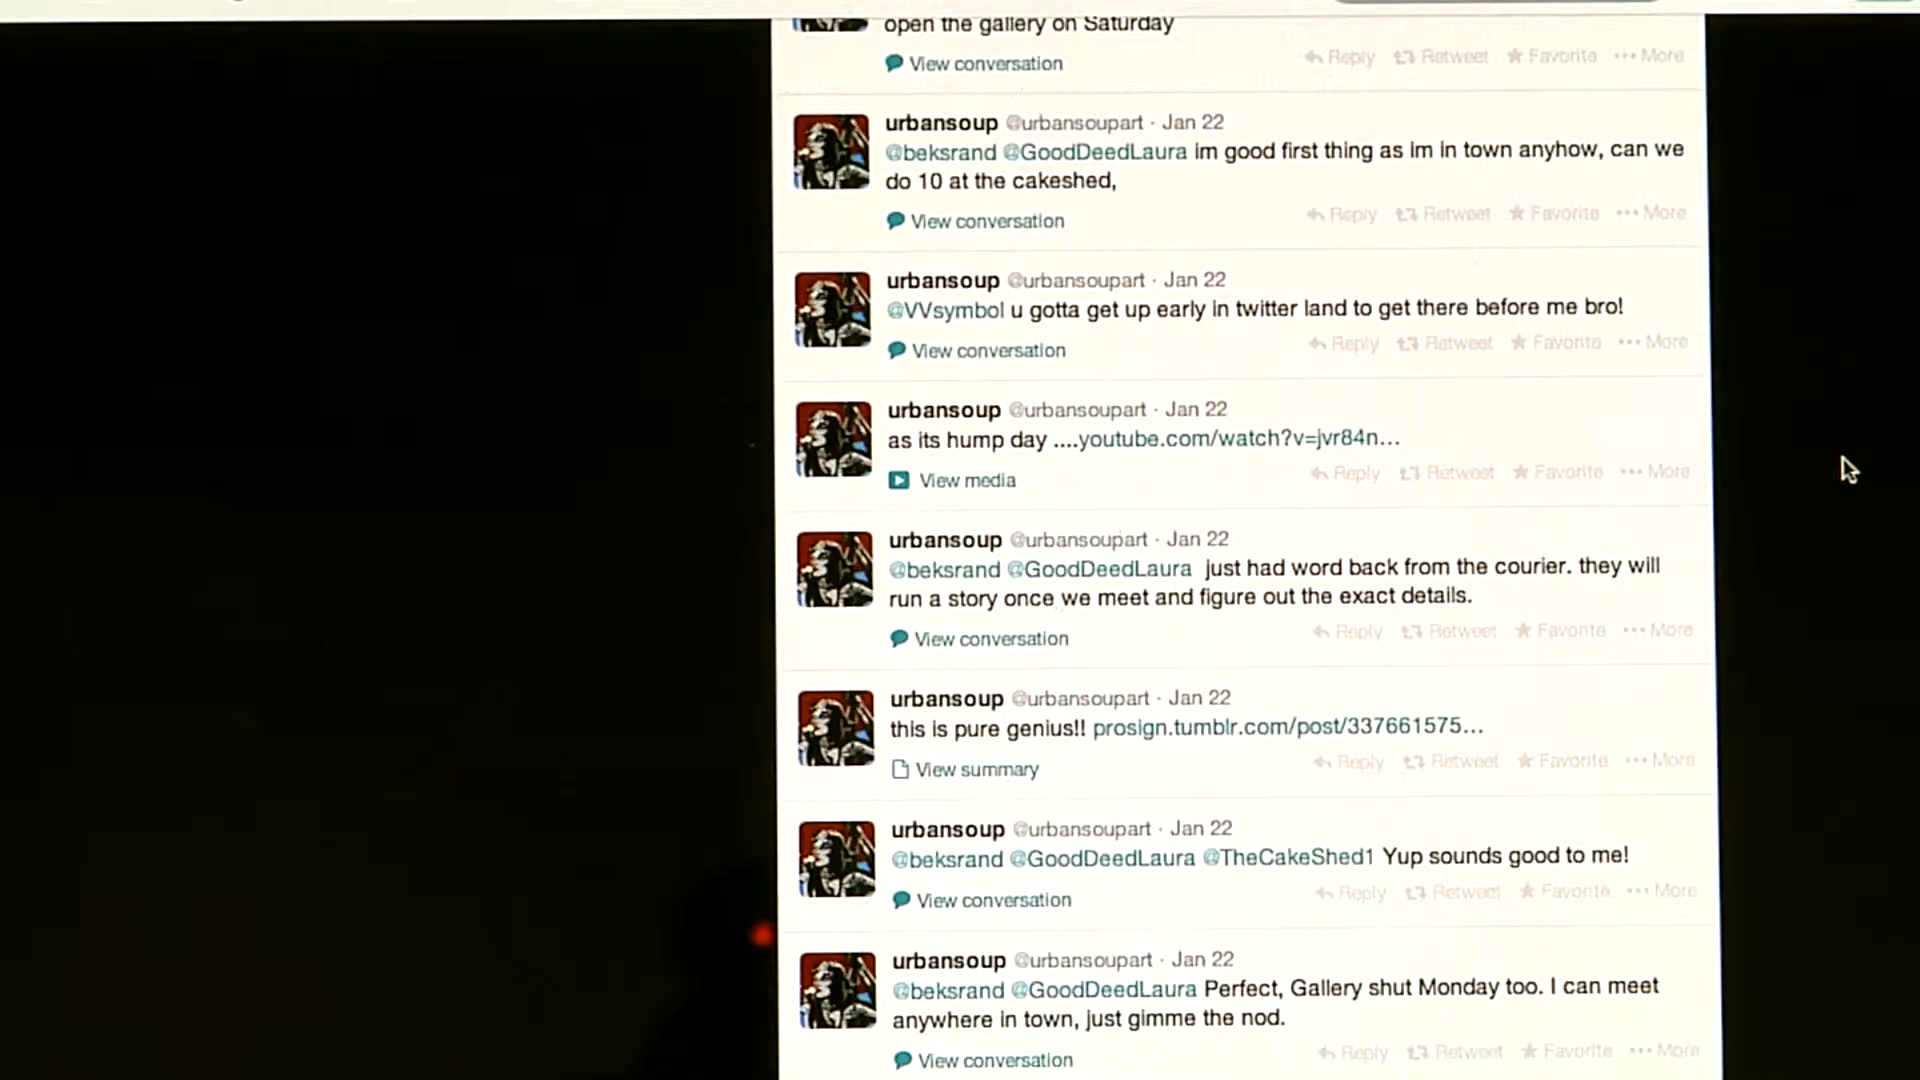 open the gallery on Saturday
View conversation
Reply Retweet Favorite More
urbansoup @urbansoupart · Jan 22
@beksrand @GoodDeedLaura im good first thing as im in town anyhow, can we
do 10 at the cakeshed,
View conversation
Reply Retweet Favorite More
urbansoup @urbansoupart · Jan 22
@VVsymbol u gotta get up early in twitter land to get there before me bro!
View conversation
Reply Retweet Favorite More
urbansoup @urbansoupart · Jan 22
as its hump day ....youtube.com/watch?v=jvr84n...
View media
Reply Retweet Favorite More
urbansoup @urbansoupart · Jan 22
@beksrand @GoodDeedLaura just had word back from the courier. they will
run a story once we meet and figure out the exact details.
View conversation
Reply Retweet Favorite More
urbansoup @urbansoupart · Jan 22
this is pure genius!! prosign.tumblr.com/post/337661575...
View summary
Reply Retweet Favorite More
urbansoup @urbansoupart · Jan 22
@beksrand @GoodDeedLaura @TheCakeShed1 Yup sounds good to me!
View conversation
Reply Retweet Favorite More
urbansoup @urbansoupart · Jan 22
@beksrand @GoodDeedLaura Perfect, Gallery shut Monday too. I can meet
anywhere in town, just gimme the nod.
View conversation
Reply Retweet Favorite More